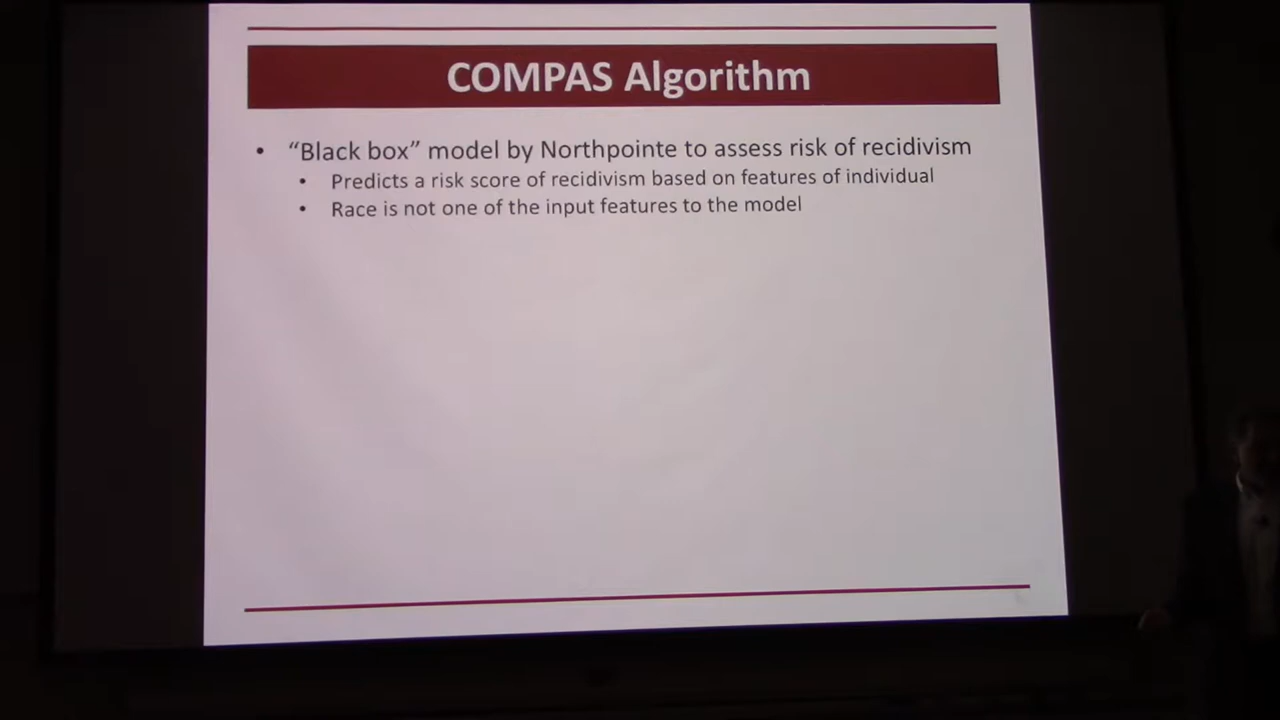 COMPAS Algorithm
• “Black box” model by Northpointe to assess risk of recidivism
• Predicts a risk score of recidivism based on features of individual
• Race is not one of the input features to the model